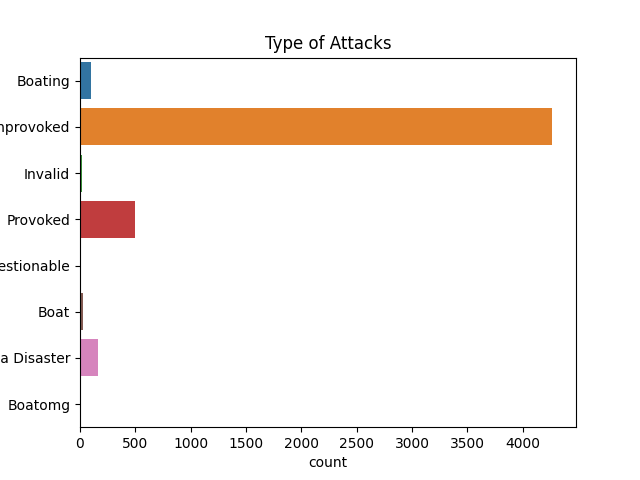 Type of Attacks
Boating
nprovoked
Invalid
Provoked
estionable
Boat
a Disaster
Boatomg
0 500 1000 1500 2000 2500 3000 3500 4000
count